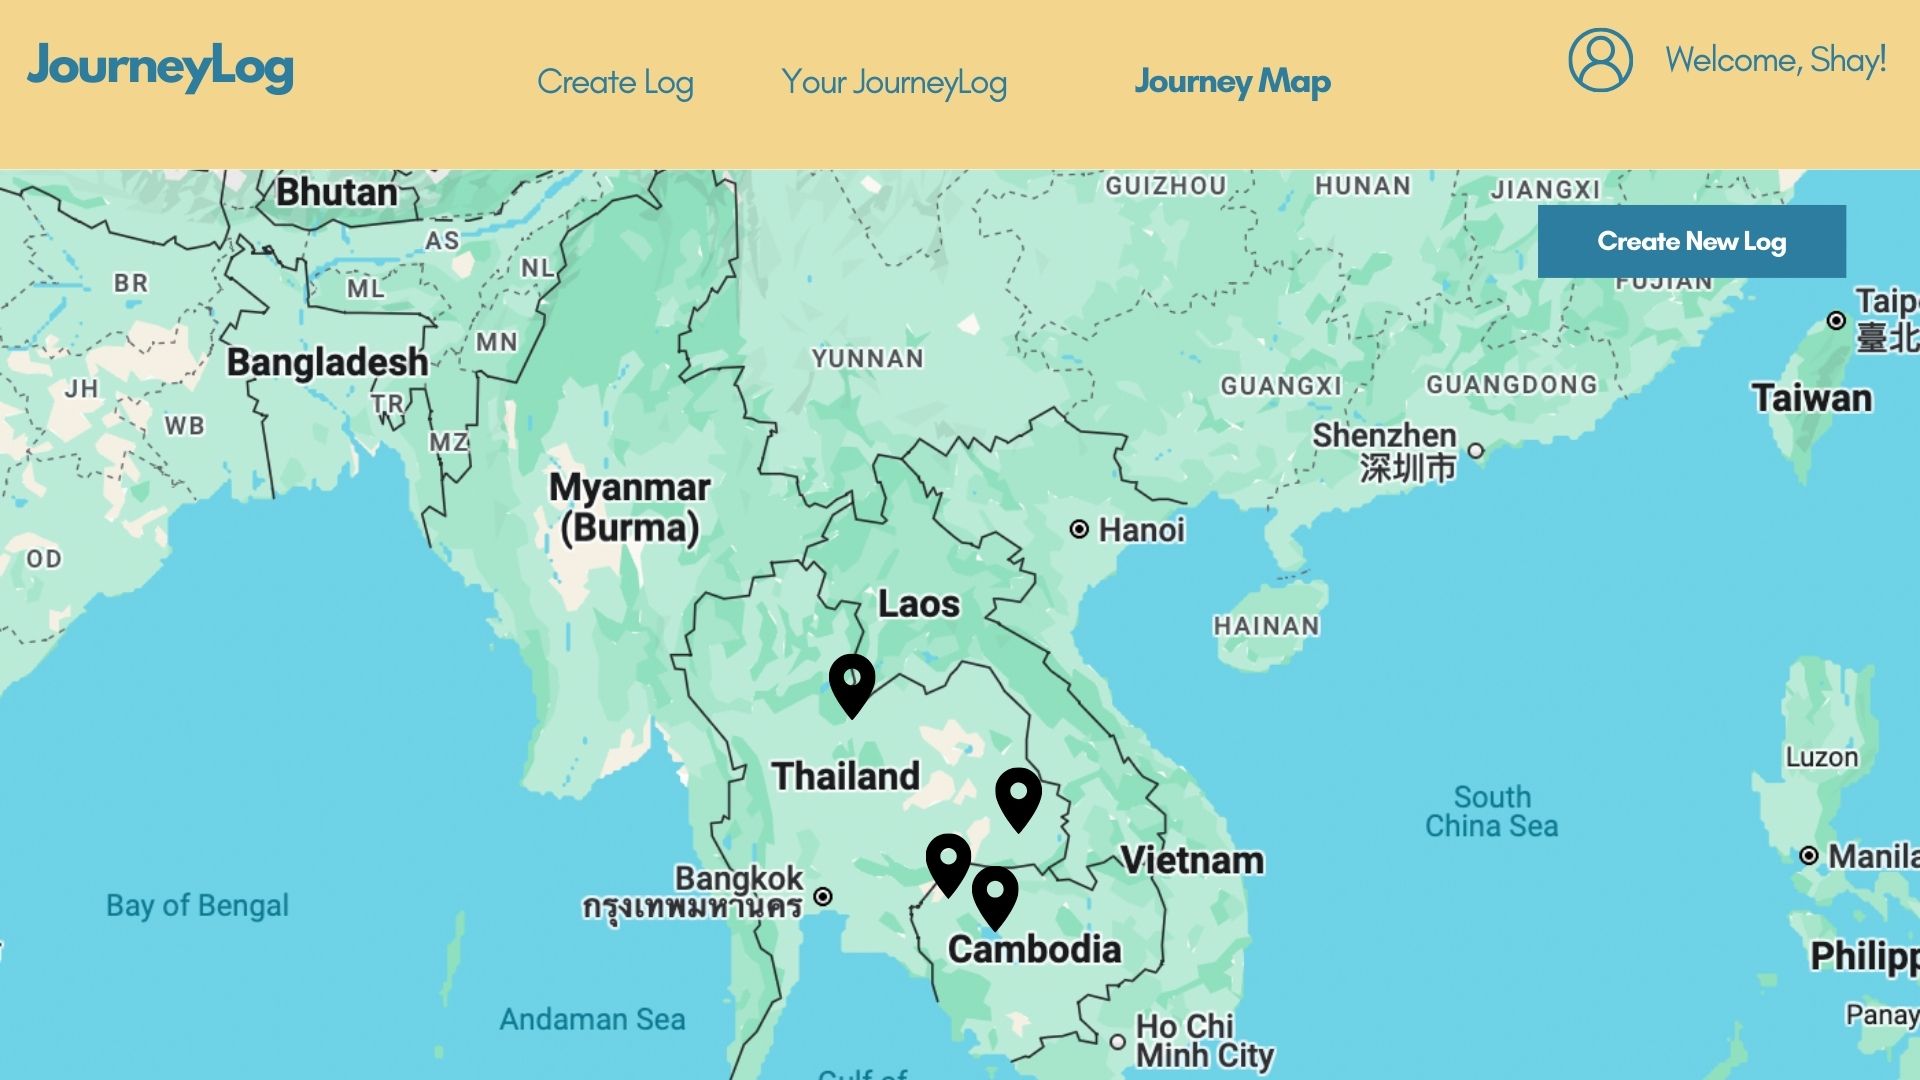 JourneyLog
Create Log
Your JourneyLog
Journey Map
Welcome, Shay!
Bhutan
GUIZHOU
HUNAN
JIANGXI
AS
Create New Log
NL
BR
ML
FUJIAN
Taip
臺北
MN
YUNNAN
Bangladesh
JH
TR
GUANGXI
GUANGDONG
Taiwan
WB
MZ
Shenzhen
深圳市
Myanmar
(Burma)
Hanoi
OD
Laos
HAINAN
Thailand
Luzon
South
China Sea
Vietnam
Manila
Bangkok
กรุงเทพมหานคร
Bay of Bengal
Cambodia
Philipp
Andaman Sea
Panay
Ho Chi
Minh City
Gulf of